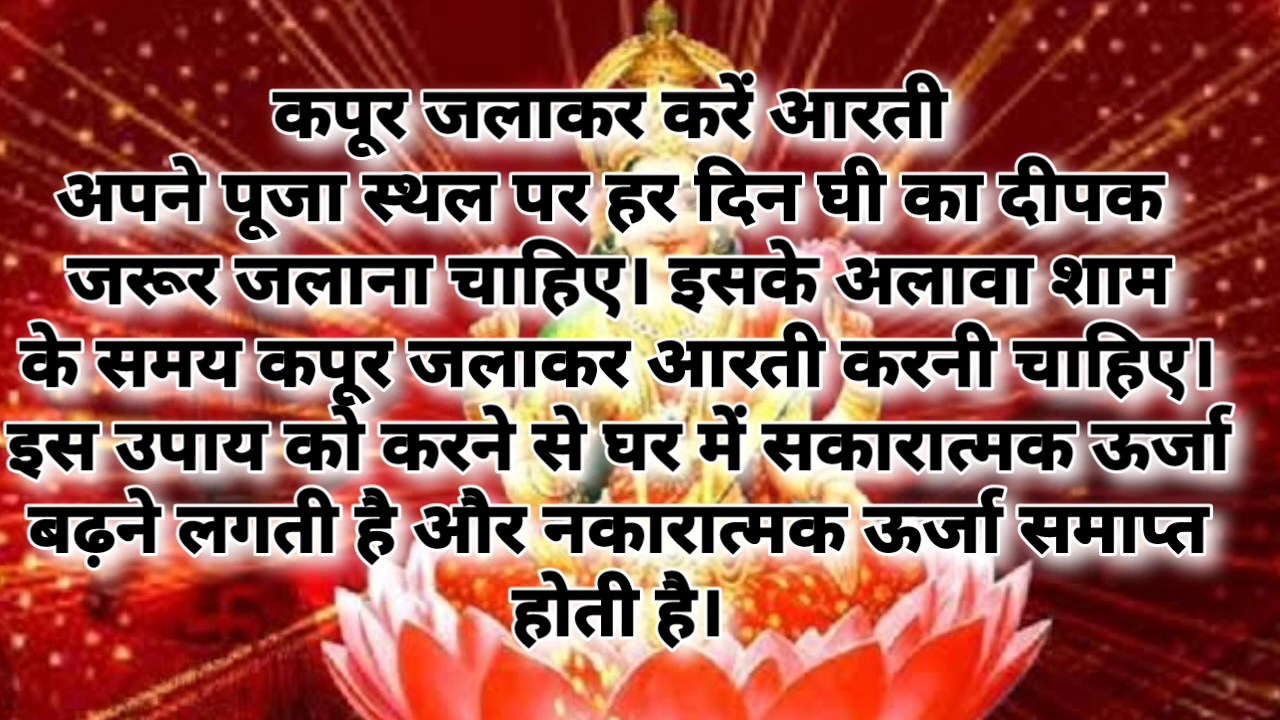 कपूर जलाकर करें आरती
अपने पूजा स्थल पर हर दिन घी का दीपक
जरूर जलाना चाहिए। इसके अलावा शाम
के समय कपूर जलाकर आरती करनी चाहिए।
इस उपाय को करने से घर में सकारात्मक ऊर्जा
बढ़ने लगती है और नकारात्मक ऊर्जा समाप्त
होती है।